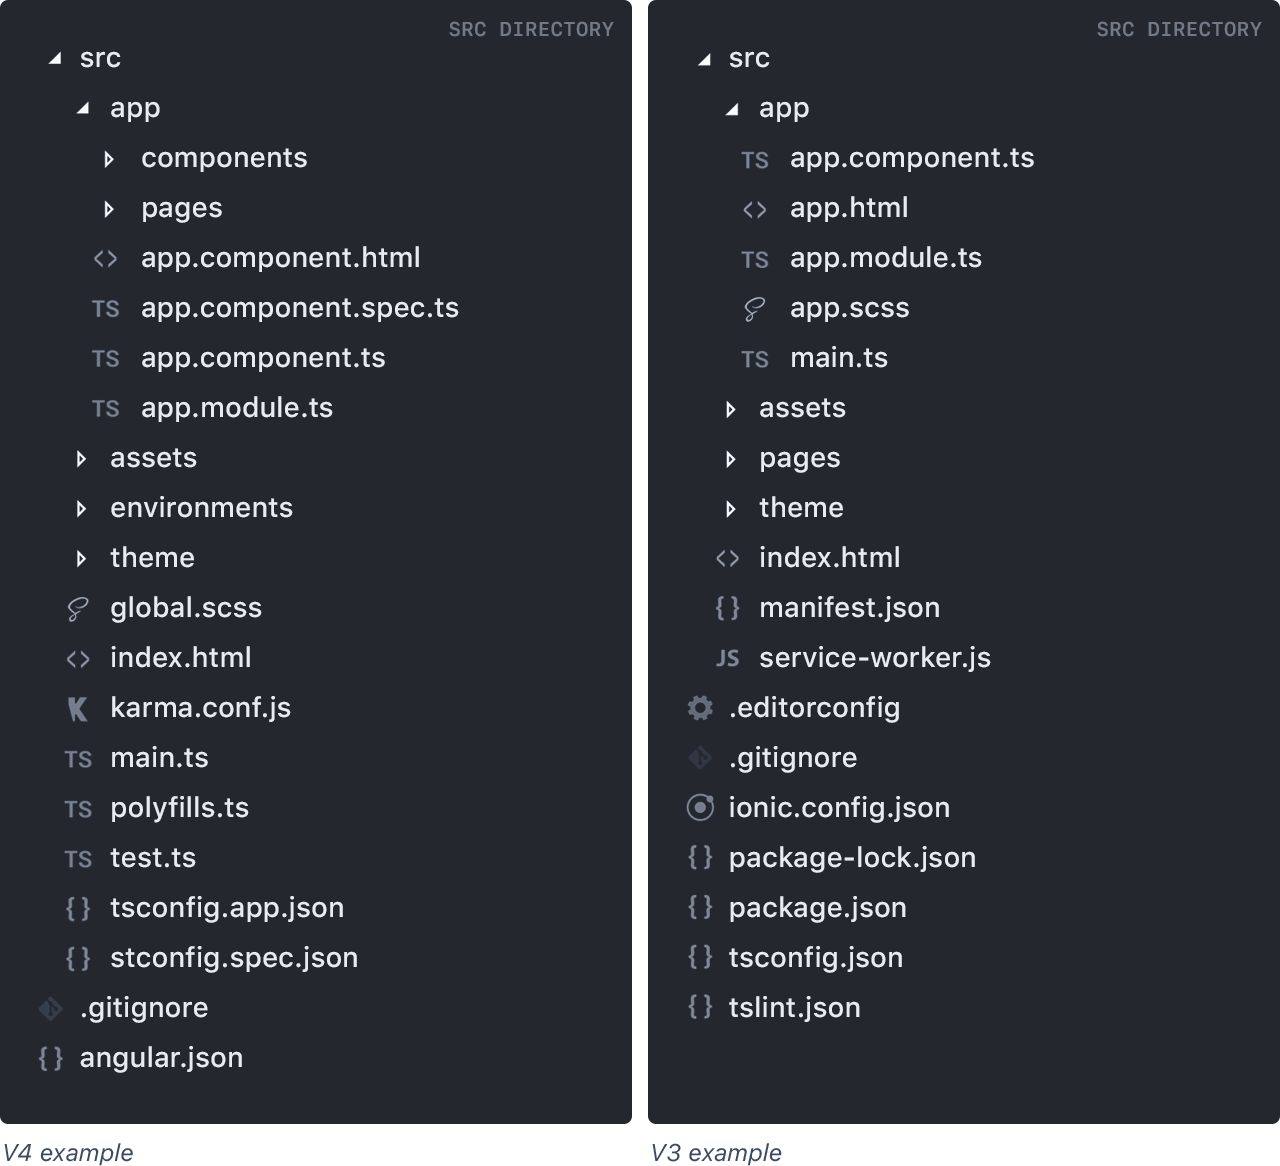 SRC DIRECTORY
src
app
components
pages
<> app.component.html
TS app.component.spec.ts
TS app.component.ts
TS app.module.ts
assets
environments
theme
global.scss
<> index.html
K karma.conf.js
TS main.ts
TS polyfills.ts
TS test.ts
{} tsconfig.app.json
{} stconfig.spec.json
.gitignore
{} angular.json
V4 example
SRC DIRECTORY
src
app
TS app.component.ts
<> app.html
TS app.module.ts
app.scss
TS main.ts
assets
pages
theme
<> index.html
{} manifest.json
JS service-worker.js
.editorconfig
.gitignore
ionic.config.json
{} package-lock.json
{} package.json
{} tsconfig.json
{} tslint.json
V3 example